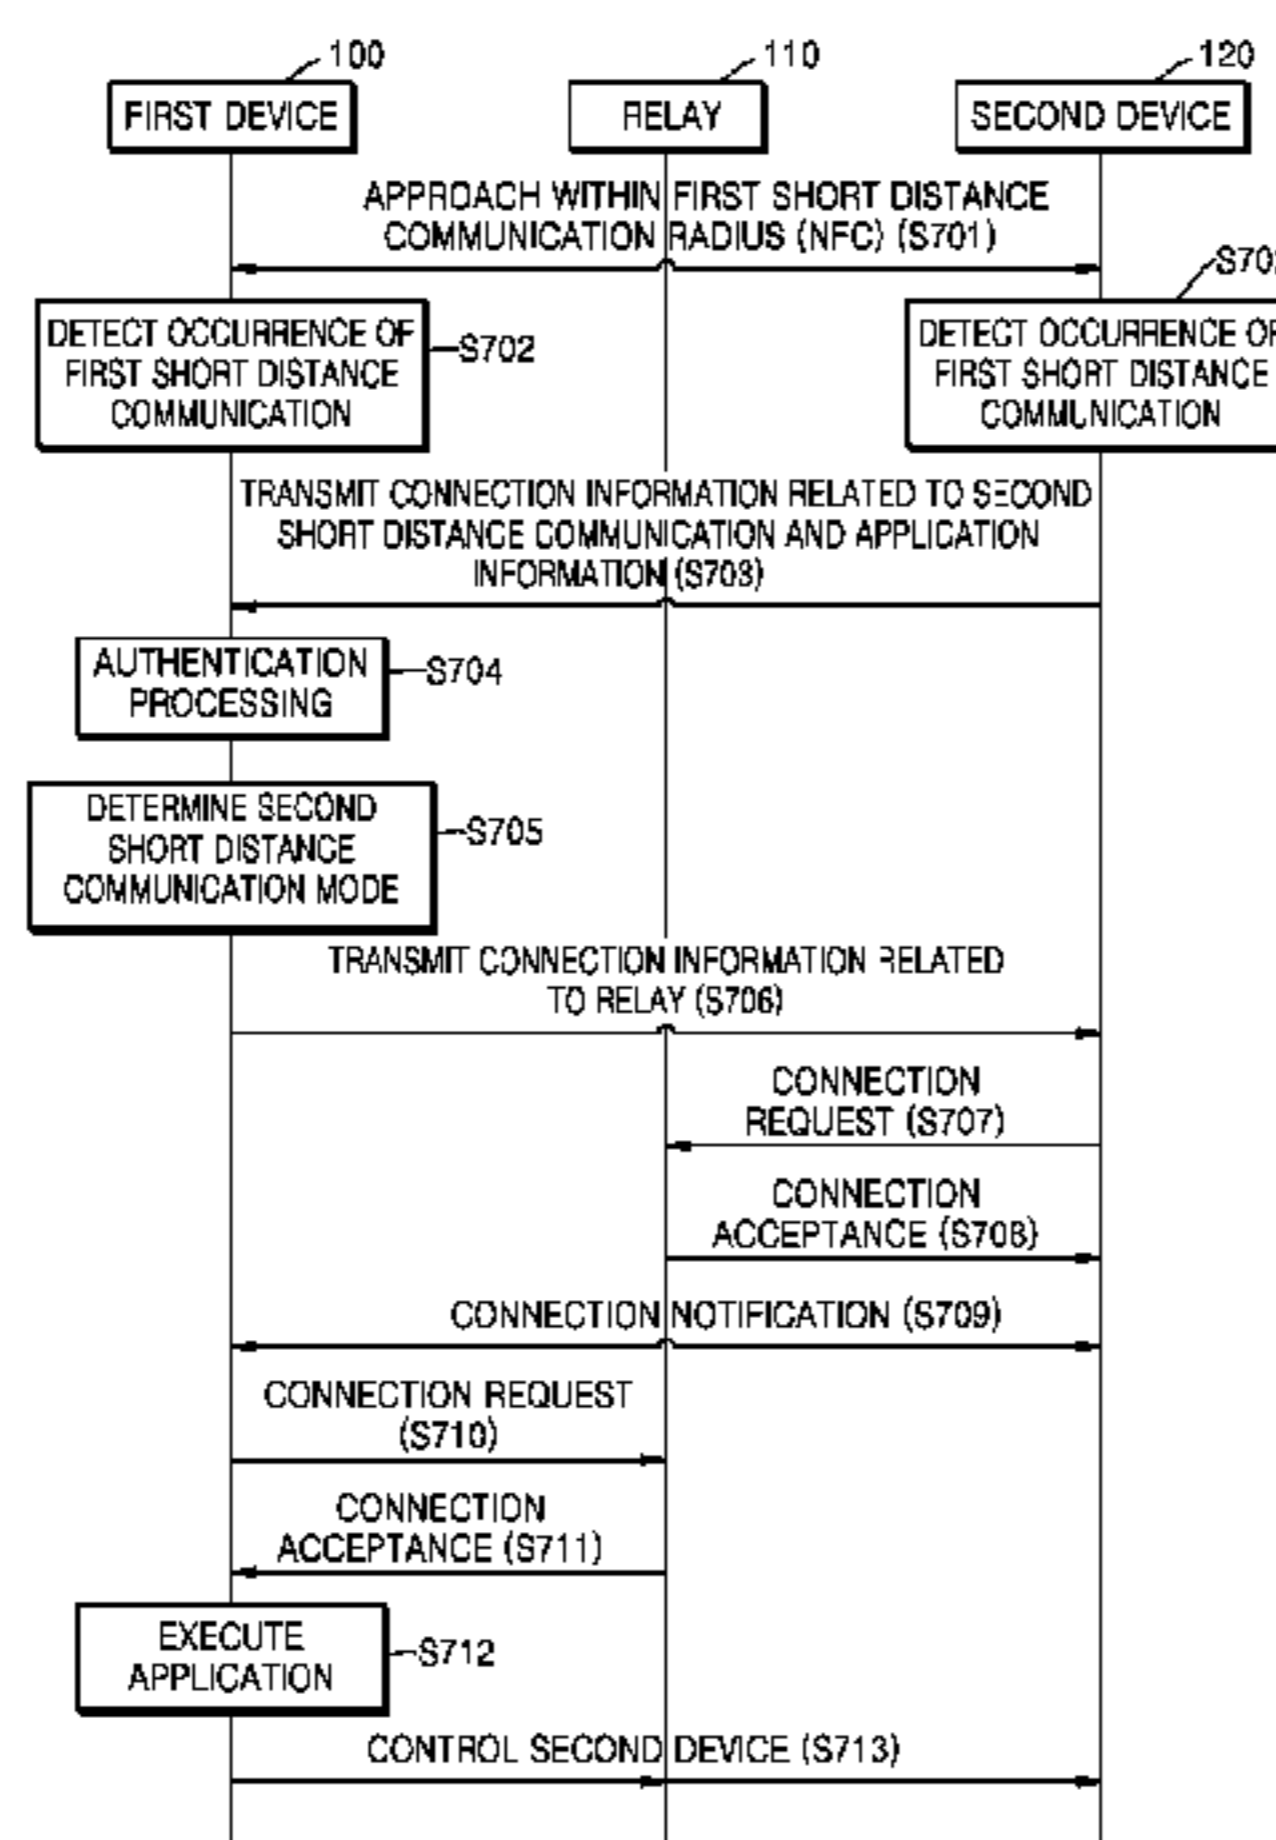 100
110
120
FIRST DEVICE
RELAY
SECOND DEVICE
APPROACH WITHIN FIRST SHORT DISTANCE
COMMUNICATION RADIUS (NFC) (S701)
DETECT OCCURRENCE OF
FIRST SHORT DISTANCE
COMMUNICATION
S702
S702
DETECT OCCURRENCE OF
FIRST SHORT DISTANCE
COMMUNICATION
TRANSMIT CONNECTION INFORMATION RELATED TO SECOND
SHORT DISTANCE COMMUNICATION AND APPLICATION
INFORMATION (S703)
AUTHENTICATION
PROCESSING
S704
DETERMINE SECOND
SHORT DISTANCE
COMMUNICATION MODE
S705
TRANSMIT CONNECTION INFORMATION RELATED
TO RELAY (S706)
CONNECTION
REQUEST (S707)
CONNECTION
ACCEPTANCE (S708)
CONNECTION NOTIFICATION (S709)
CONNECTION REQUEST
(S710)
CONNECTION
ACCEPTANCE (S711)
EXECUTE
APPLICATION
S712
CONTROL SECOND DEVICE (S713)